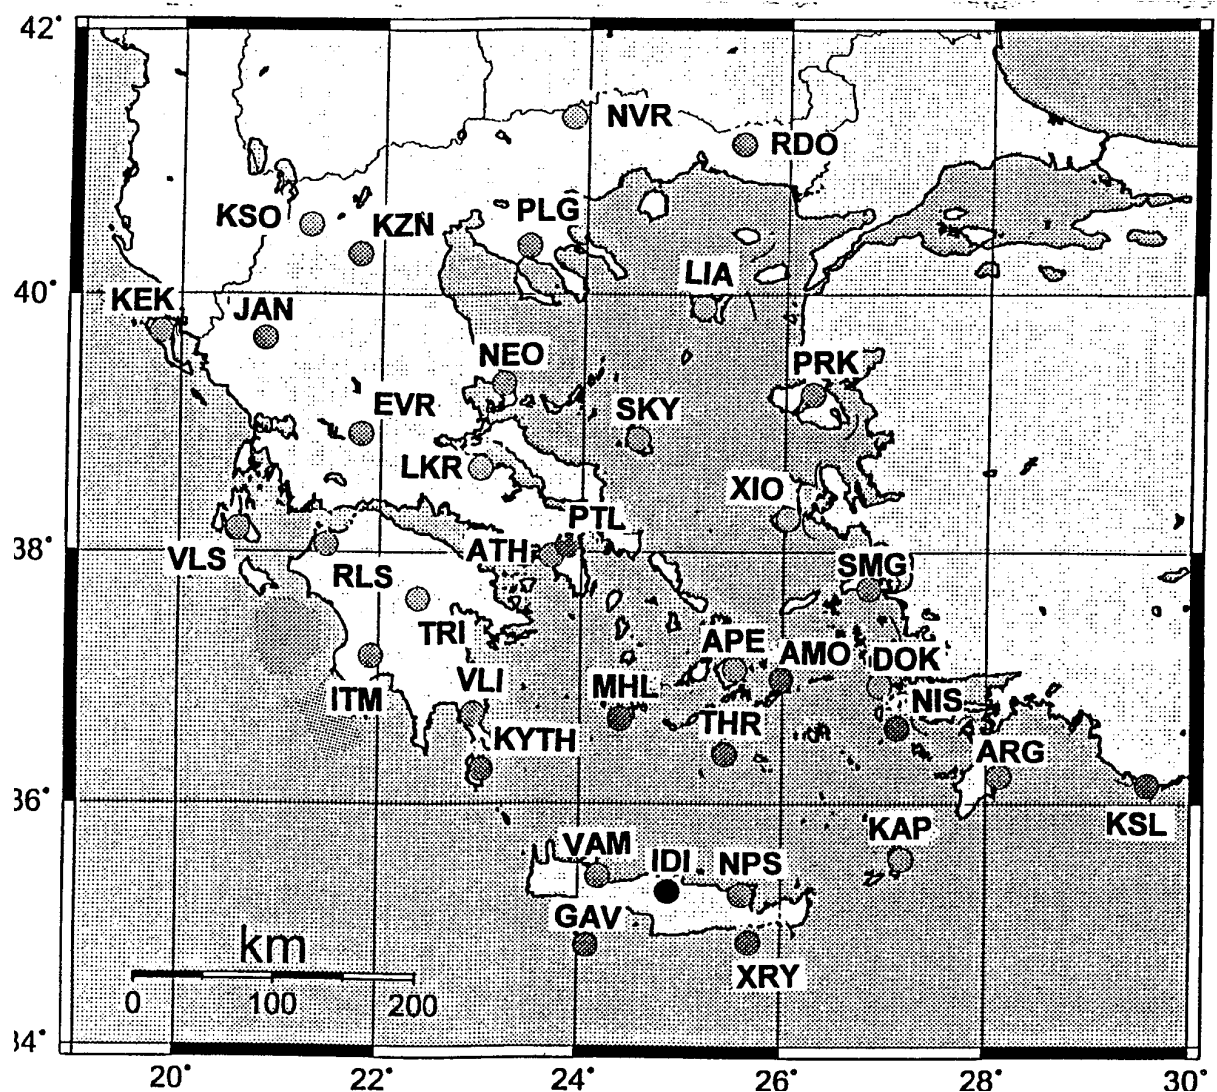 42°
NVR
RDO
KSO
KZN
PLG
LIA
40°
KEK
JAN
NEO
PRK
EVR
SKY
LKR
XIO
PTL
38°
VLS
ATH
SMG
RLS
TRI
APE
AMO
DOK
VLI
ITM
MHL
NIS
THR
KYTH
ARG
36°
KSL
KAP
VAM
IDI
NPS
GAV
km
XRY
0 100 200
34°
20° 22° 24° 26° 28° 30°